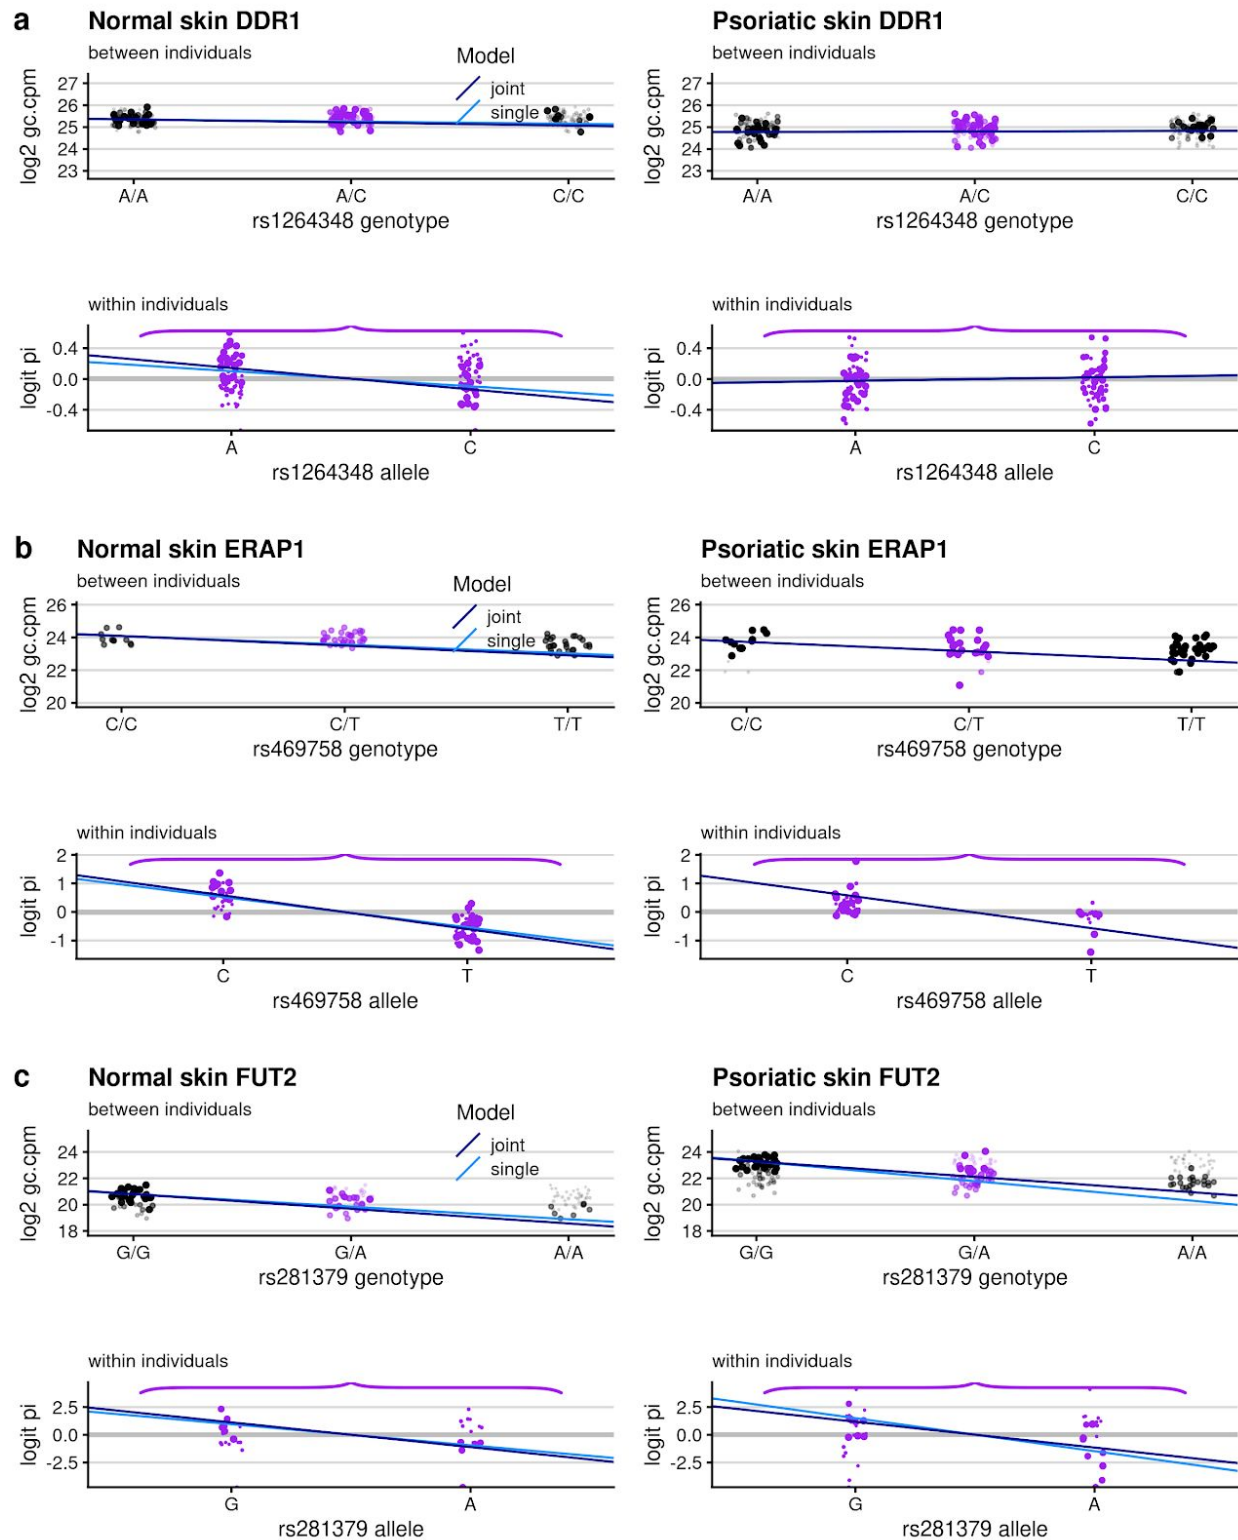 a
Normal skin DDR1
between individuals
Model
joint
single
log2 gc.cpm
27
26
25
24
23
A/A
A/C
C/C
rs1264348 genotype
Psoriatic skin DDR1
between individuals
log2 gc.cpm
27
26
25
24
23
A/A
A/C
C/C
rs1264348 genotype
within individuals
logit pi
0.4
0.0
-0.4
A
C
rs1264348 allele
within individuals
logit pi
0.4
0.0
-0.4
A
C
rs1264348 allele
b
Normal skin ERAP1
between individuals
Model
joint
single
log2 gc.cpm
26
24
22
20
C/C
C/T
T/T
rs469758 genotype
Psoriatic skin ERAP1
between individuals
log2 gc.cpm
26
24
22
20
C/C
C/T
T/T
rs469758 genotype
within individuals
logit pi
2
1
0
-1
C
T
rs469758 allele
within individuals
logit pi
2
1
0
-1
C
T
rs469758 allele
c
Normal skin FUT2
between individuals
Model
joint
single
log2 gc.cpm
24
22
20
18
G/G
G/A
A/A
rs281379 genotype
Psoriatic skin FUT2
between individuals
log2 gc.cpm
24
22
20
18
G/G
G/A
A/A
rs281379 genotype
within individuals
logit pi
2.5
0.0
-2.5
G
A
rs281379 allele
within individuals
logit pi
2.5
0.0
-2.5
G
A
rs281379 allele